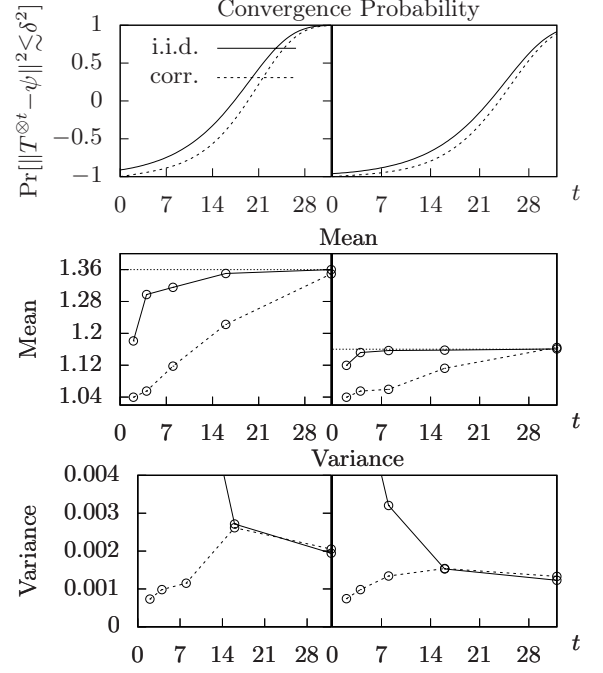 Convergence Probability
Pr[‖T^{⊗t}−ψ‖²≲δ²]
i.i.d.
corr.
1
0.5
0
−0.5
−1
0 7 14 21 28 0 7 14 21 28 t
Mean
Mean
1.36
1.28
1.2
1.12
1.04
0 7 14 21 28 0 7 14 21 28 t
Variance
Variance
0.004
0.003
0.002
0.001
0
0 7 14 21 28 0 7 14 21 28 t